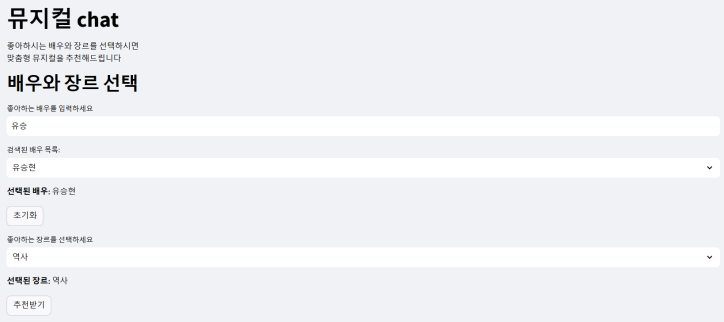 뮤지컬 chat
좋아하시는 배우와 장르를 선택하시면
맞춤형 뮤지컬을 추천해드립니다
배우와 장르 선택
좋아하는 배우를 입력하세요
유승
검색된 배우 목록:
유승현
선택된 배우: 유승현
초기화
좋아하는 장르를 선택하세요
역사
선택된 장르: 역사
추천받기